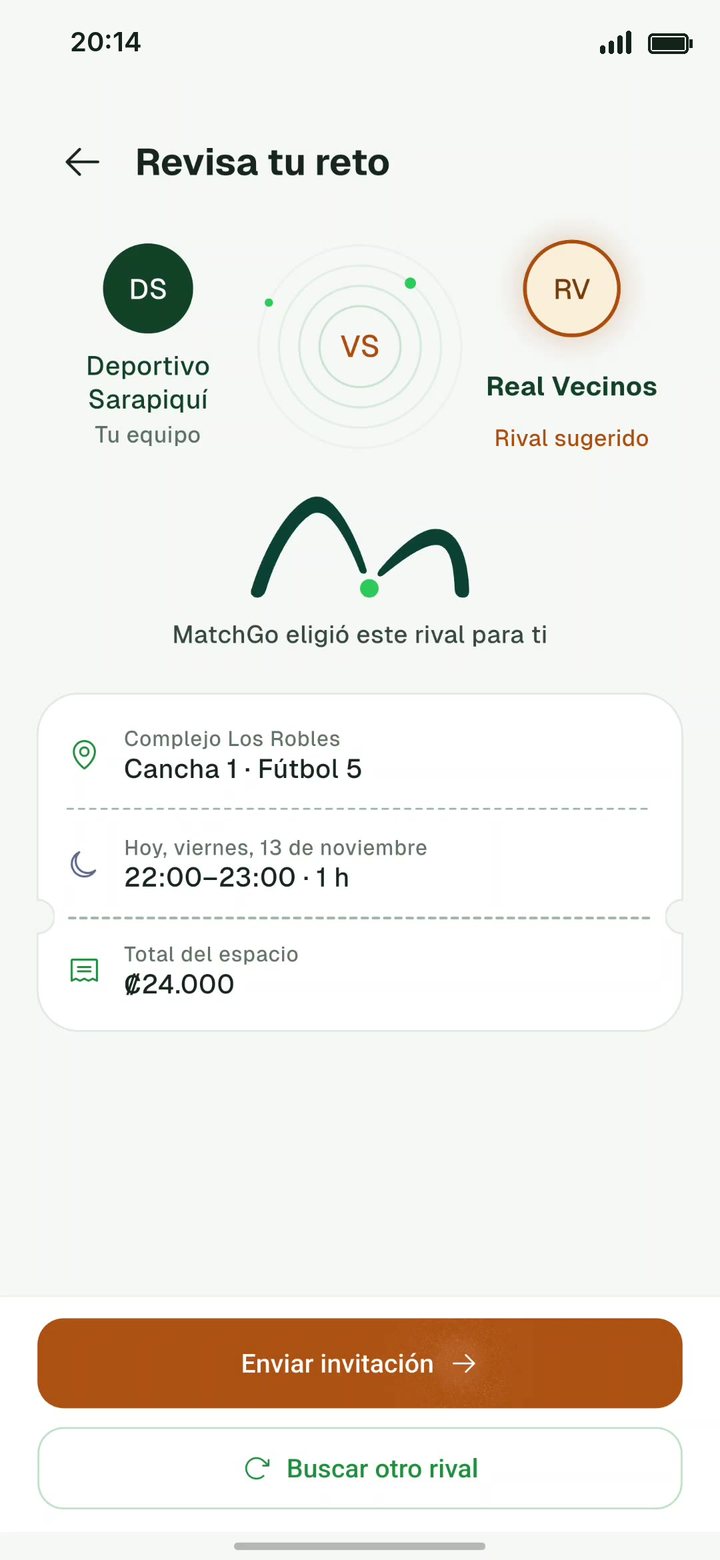 20:14
Revisa tu reto
DS
VS
RV
Deportivo
Sarapiquí
Tu equipo
Real Vecinos
Rival sugerido
MatchGo eligió este rival para ti
Complejo Los Robles
Cancha 1 · Fútbol 5
Hoy, viernes, 13 de noviembre
22:00–23:00 · 1 h
Total del espacio
₡24.000
Enviar invitación →
Buscar otro rival